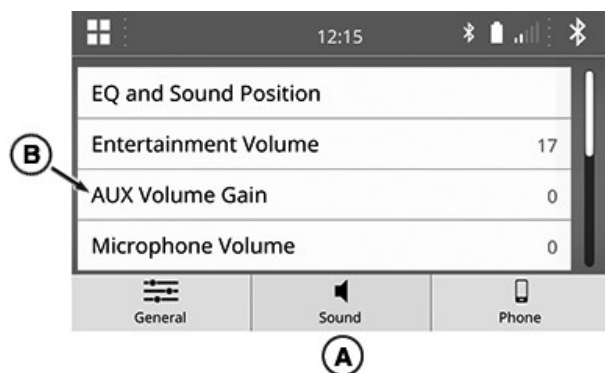 12:15
EQ and Sound Position
Entertainment Volume 17
B
AUX Volume Gain 0
Microphone Volume 0
General Sound Phone
A